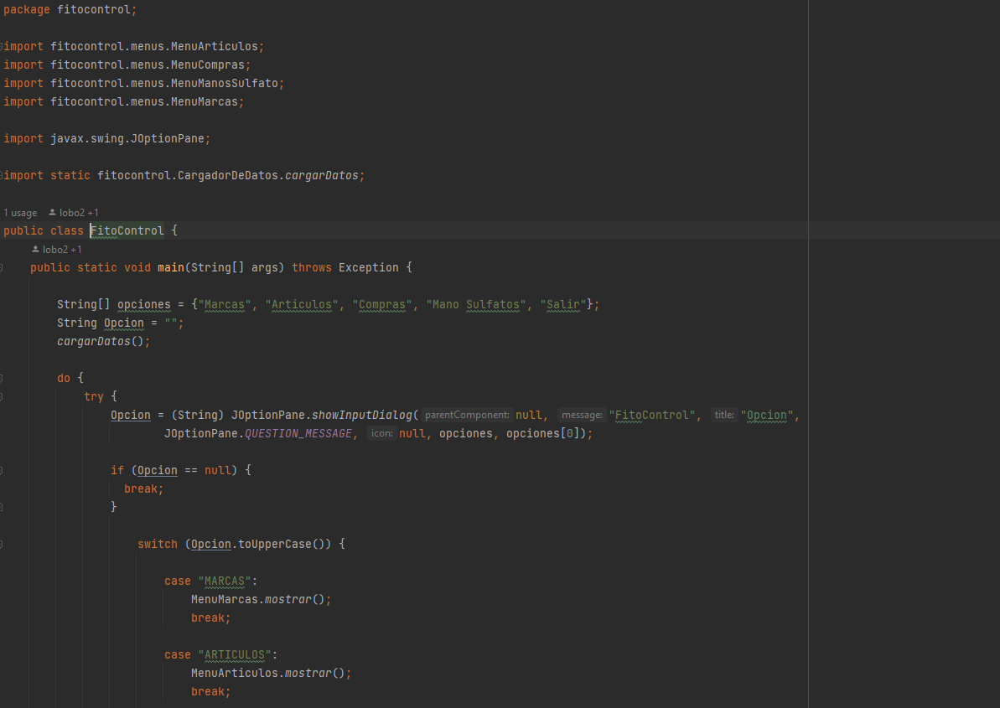 package fitocontrol;
import fitocontrol.menus.MenuArticulos;
import fitocontrol.menus.MenuCompras;
import fitocontrol.menus.MenuManosSulfato;
import fitocontrol.menus.MenuMarcas;
import javax.swing.JOptionPane;
import static fitocontrol.CargadorDeDatos.cargarDatos;
1 usage lobo2 +1
public class FitoControl {
lobo2 +1
public static void main(String[] args) throws Exception {
String[] opciones = {"Marcas", "Articulos", "Compras", "Mano Sulfatos", "Salir"};
String Opcion = "";
cargarDatos();
do {
try {
Opcion = (String) JOptionPane.showInputDialog( parentComponent: null, message: "FitoControl", title: "Opcion",
JOptionPane.QUESTION_MESSAGE, icon: null, opciones, opciones[0]);
if (Opcion == null) {
break;
}
switch (Opcion.toUpperCase()) {
case "MARCAS":
MenuMarcas.mostrar();
break;
case "ARTICULOS":
MenuArticulos.mostrar();
break;